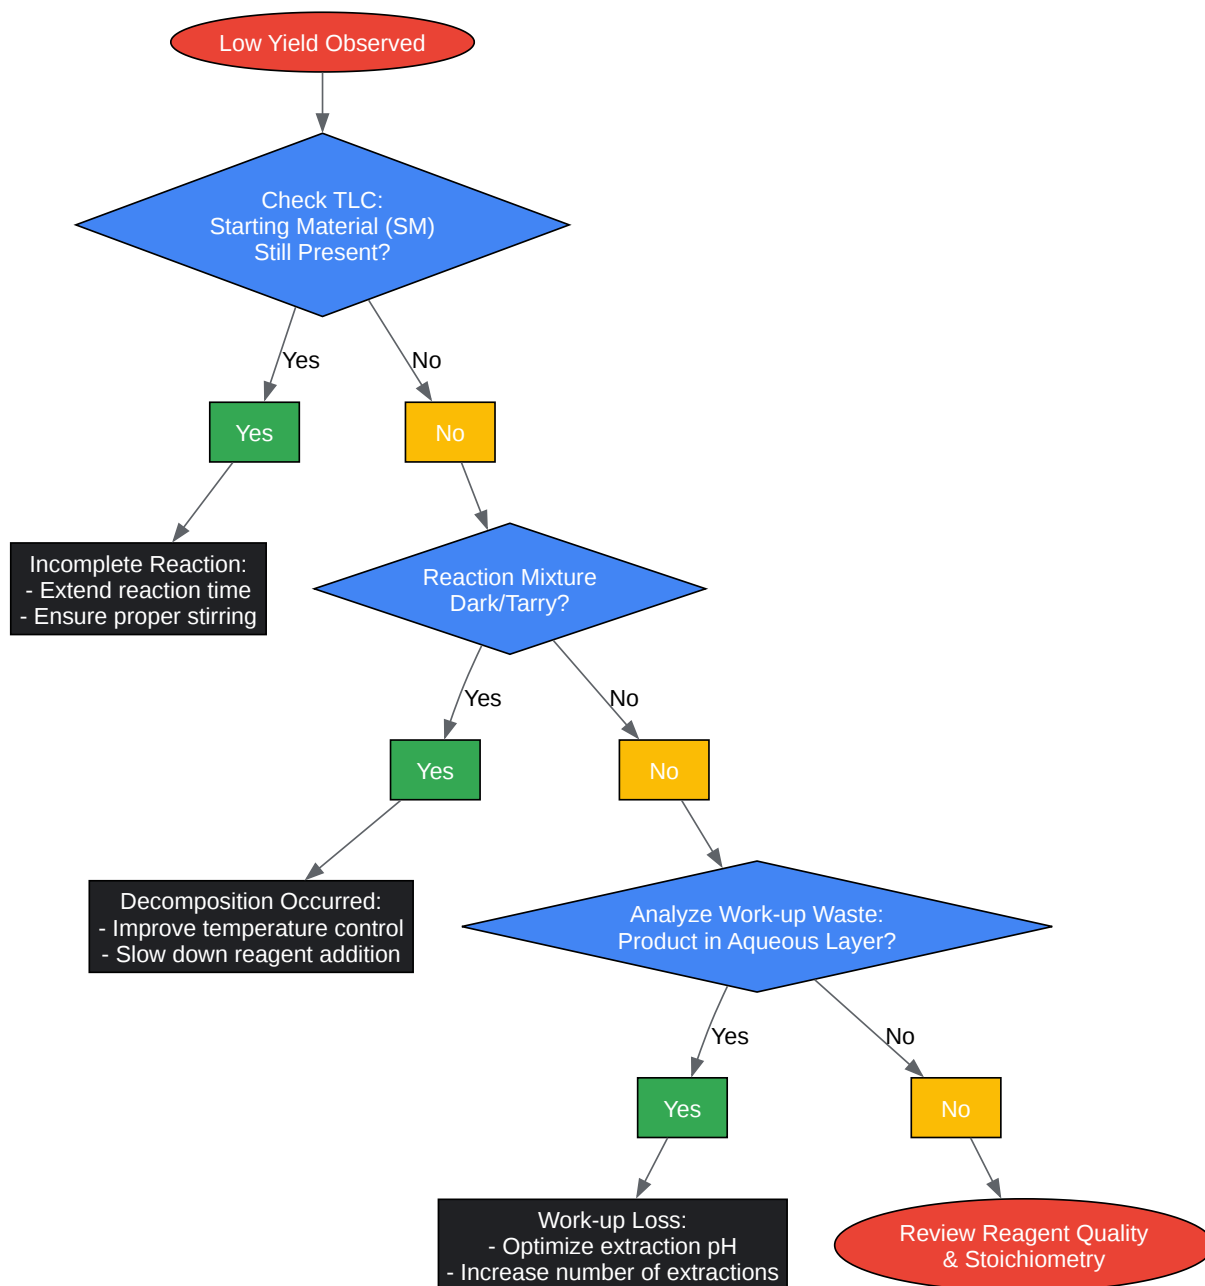 Low Yield Observed
Check TLC:
Starting Material (SM)
Still Present?
Yes
No
Yes
No
Incomplete Reaction:
- Extend reaction time
- Ensure proper stirring
Reaction Mixture
Dark/Tarry?
Yes
No
Yes
No
Decomposition Occurred:
- Improve temperature control
- Slow down reagent addition
Analyze Work-up Waste:
Product in Aqueous Layer?
Yes
No
Yes
No
Work-up Loss:
- Optimize extraction pH
- Increase number of extractions
Review Reagent Quality
& Stoichiometry